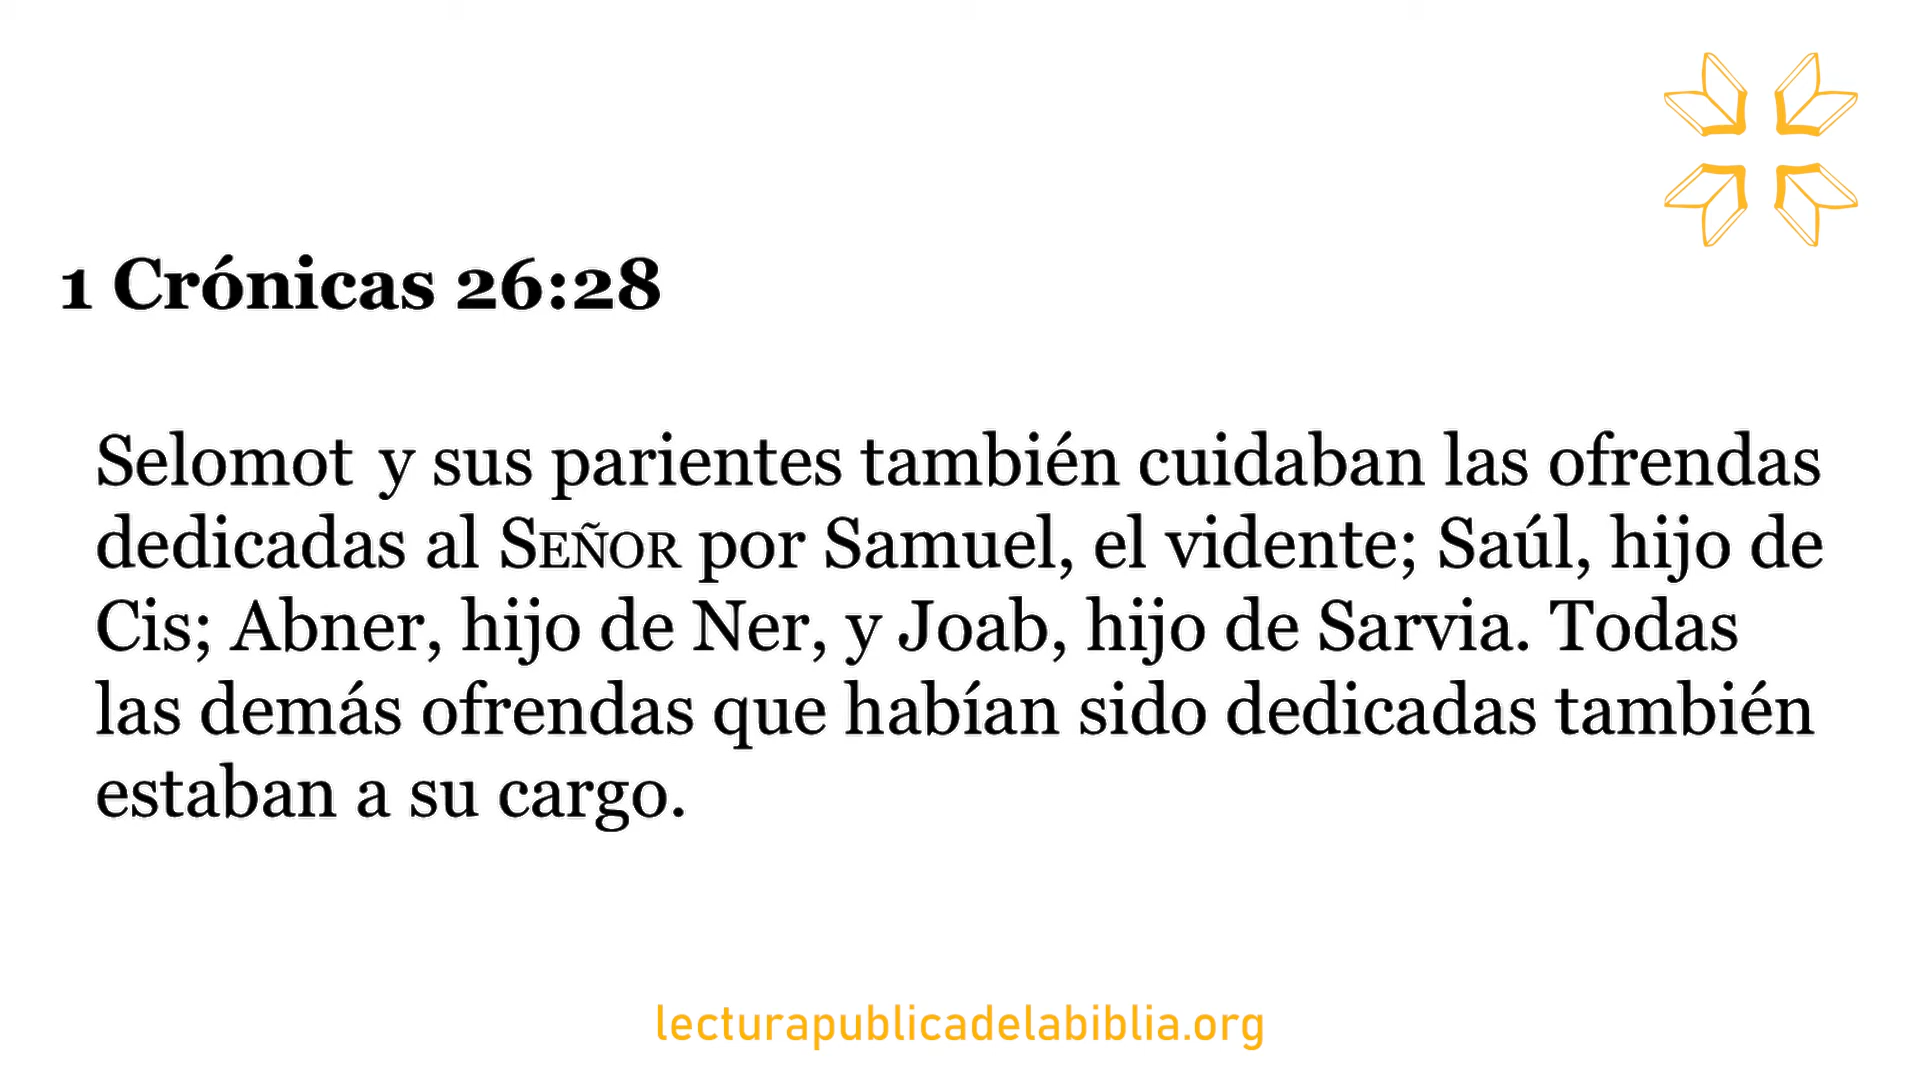 1 Crónicas 26:28
Selomot y sus parientes también cuidaban las ofrendas
dedicadas al SEÑOR por Samuel, el vidente; Saúl, hijo de
Cis; Abner, hijo de Ner, y Joab, hijo de Sarvia. Todas
las demás ofrendas que habían sido dedicadas también
estaban a su cargo.
lecturapublicadelabiblia.org